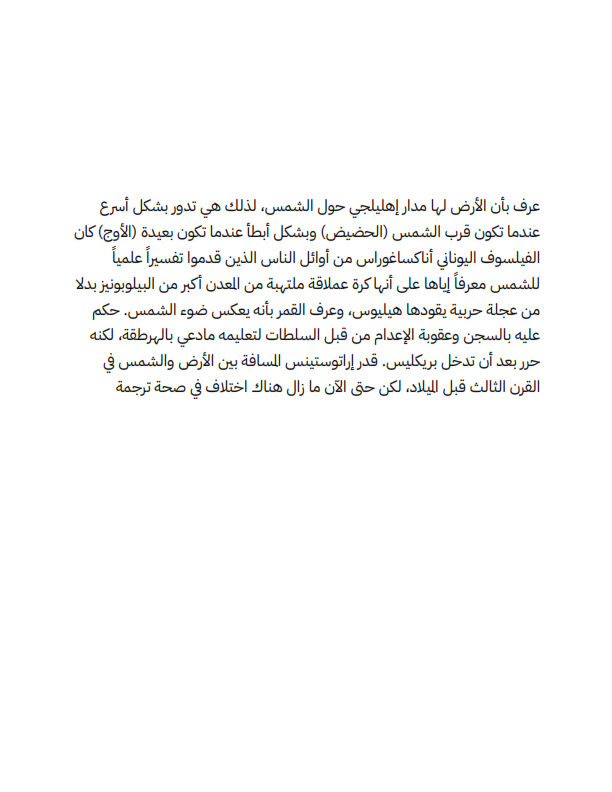 عرف بأن الأرض لها مدار إهليلجي حول الشمس، لذلك هي تدور بشكل أسرع
عندما تكون قرب الشمس (الحضيض) وبشكل أبطأ عندما تكون بعيدة (الأوج) كان
الفيلسوف اليوناني أناكساغوراس من أوائل الناس الذين قدموا تفسيراً علمياً
للشمس معرفاً إياها على أنها كرة عملاقة ملتهبة من المعدن أكبر من البيلوبونيز بدلا
من عجلة حربية يقودها هيليوس، وعرف القمر بأنه يعكس ضوء الشمس. حكم
عليه بالسجن وعقوبة الإعدام من قبل السلطات لتعليمه مادعي بالهرطقة، لكنه
حرر بعد أن تدخل بريكليس. قدر إراتوستينس المسافة بين الأرض والشمس في
القرن الثالث قبل الميلاد، لكن حتى الآن ما زال هناك اختلاف في صحة ترجمة